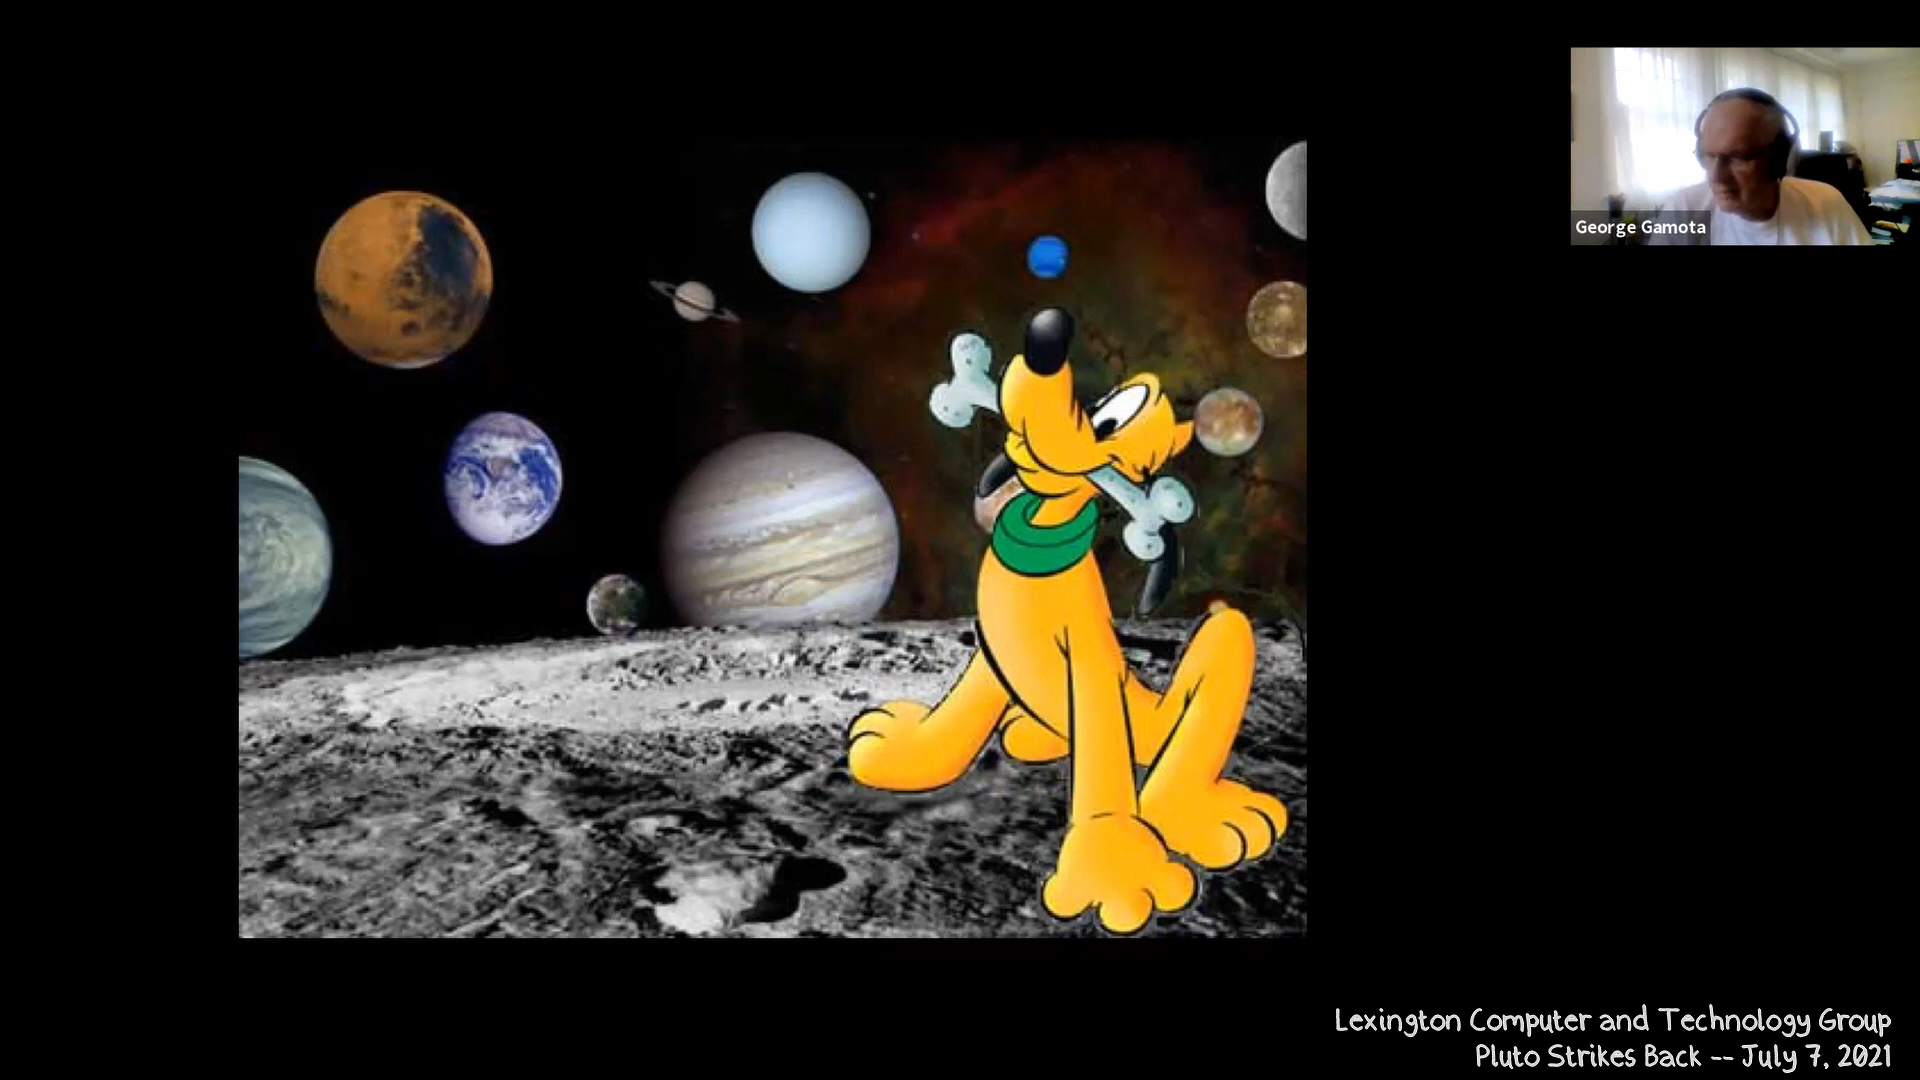 George Gamota
Lexington Computer and Technology Group
Pluto Strikes Back -- July 7, 2021